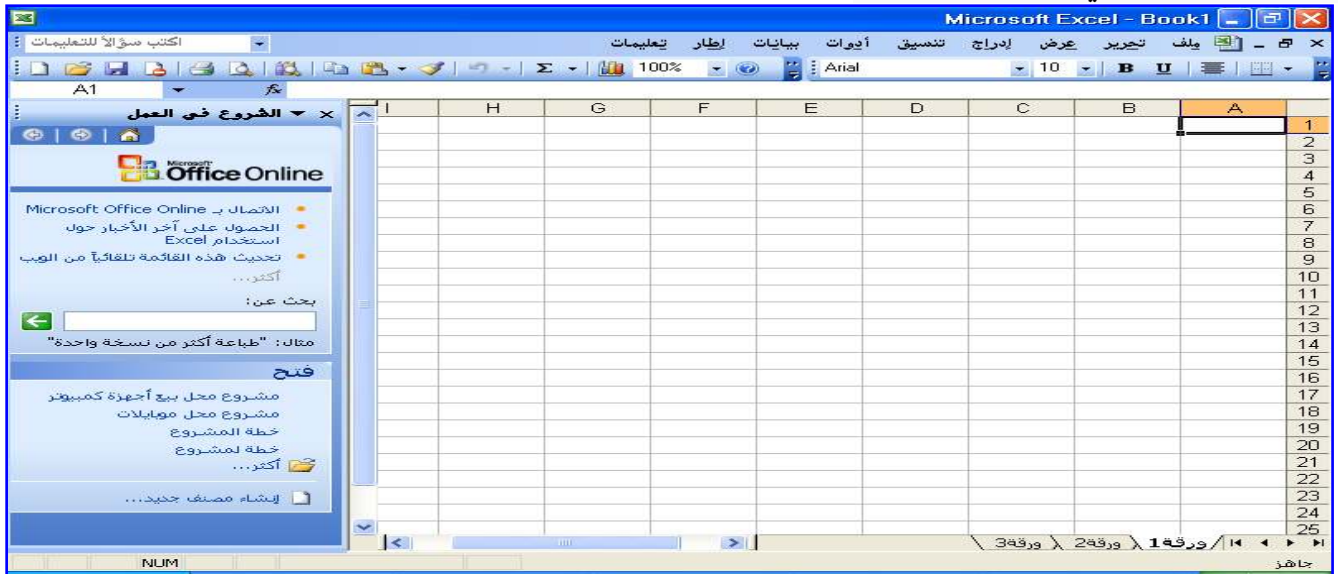 Microsoft Excel - Book1
ملف تحرير عرض إدراج تنسيق أدوات بيانات إطار تعليمات
اكتب سؤالاً للتعليمات
100% Arial 10 B U
A1 fx
الشروع في العمل
Microsoft Office Online
الاتصال بـ Microsoft Office Online
الحصول على آخر الأخبار حول
استخدام Excel
تحديث هذه القائمة تلقائياً من الويب
أكثر...
بحث عن:
مثال: "طباعة أكثر من نسخة واحدة"
فتح
مشروع محل بيع أجهزة كمبيوتر
مشروع محل موبايلات
خطة المشروع
خطة لمشروع
أكثر...
إنشاء مصنف جديد...
A B C D E F G H I
1
2
3
4
5
6
7
8
9
10
11
12
13
14
15
16
17
18
19
20
21
22
23
24
25
ورقة1 ورقة2 ورقة3
جاهز
NUM